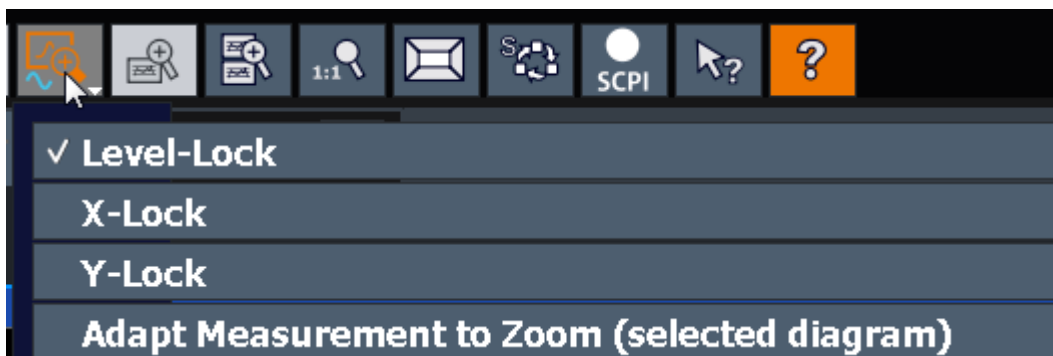 1:1 S SCPI ? ?
✓ Level-Lock
X-Lock
Y-Lock
Adapt Measurement to Zoom (selected diagram)